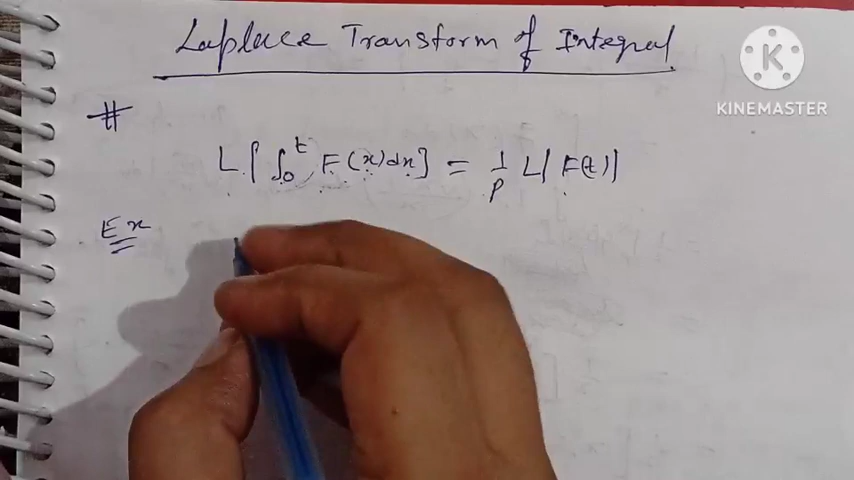 Laplace Transform of Integral
KINEMASTER
#
L[∫₀ᵗ F(x)dx] = 1/p L[F(t)]
Ex